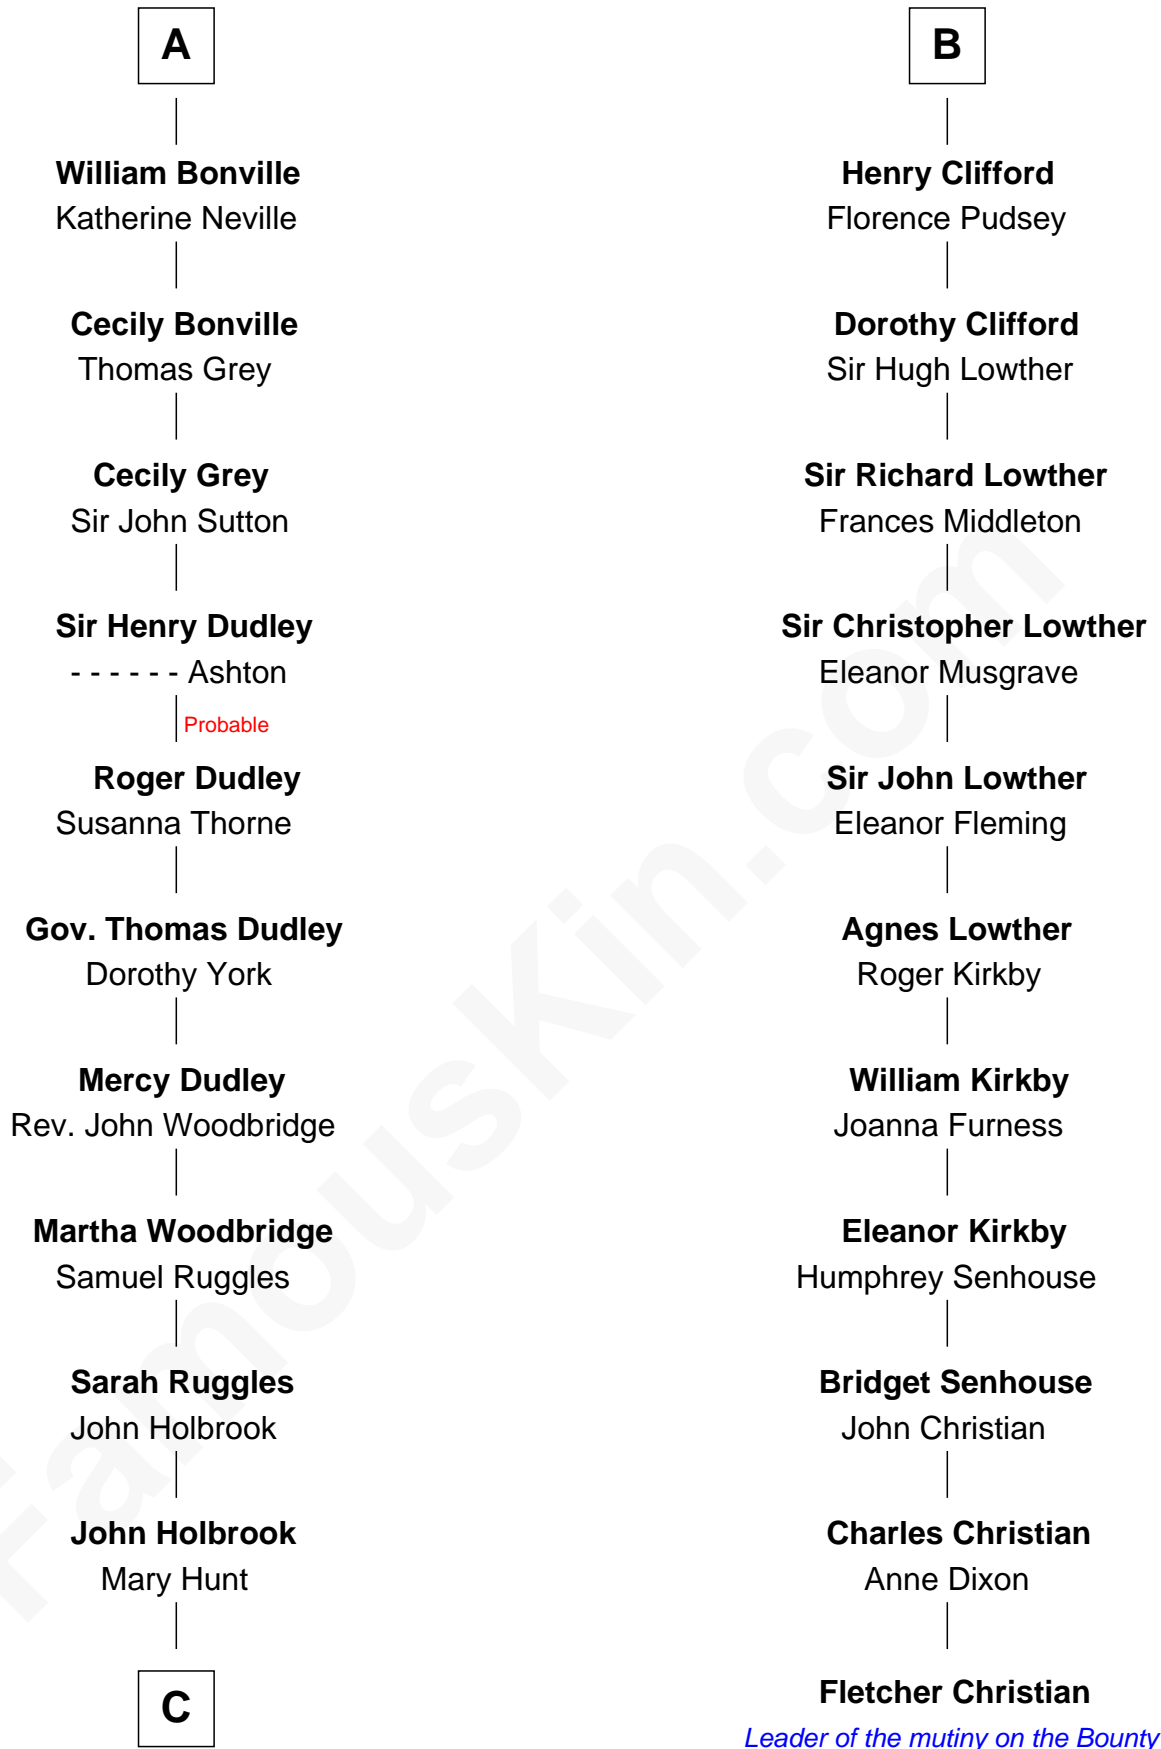 A
William Bonville
Katherine Neville
Cecily Bonville
Thomas Grey
Cecily Grey
Sir John Sutton
Sir Henry Dudley
- - - - - - Ashton
Probable
Roger Dudley
Susanna Thorne
Gov. Thomas Dudley
Dorothy York
Mercy Dudley
Rev. John Woodbridge
Martha Woodbridge
Samuel Ruggles
Sarah Ruggles
John Holbrook
John Holbrook
Mary Hunt
C
B
Henry Clifford
Florence Pudsey
Dorothy Clifford
Sir Hugh Lowther
Sir Richard Lowther
Frances Middleton
Sir Christopher Lowther
Eleanor Musgrave
Sir John Lowther
Eleanor Fleming
Agnes Lowther
Roger Kirkby
William Kirkby
Joanna Furness
Eleanor Kirkby
Humphrey Senhouse
Bridget Senhouse
John Christian
Charles Christian
Anne Dixon
Fletcher Christian
Leader of the mutiny on the Bounty
FamousKin.com